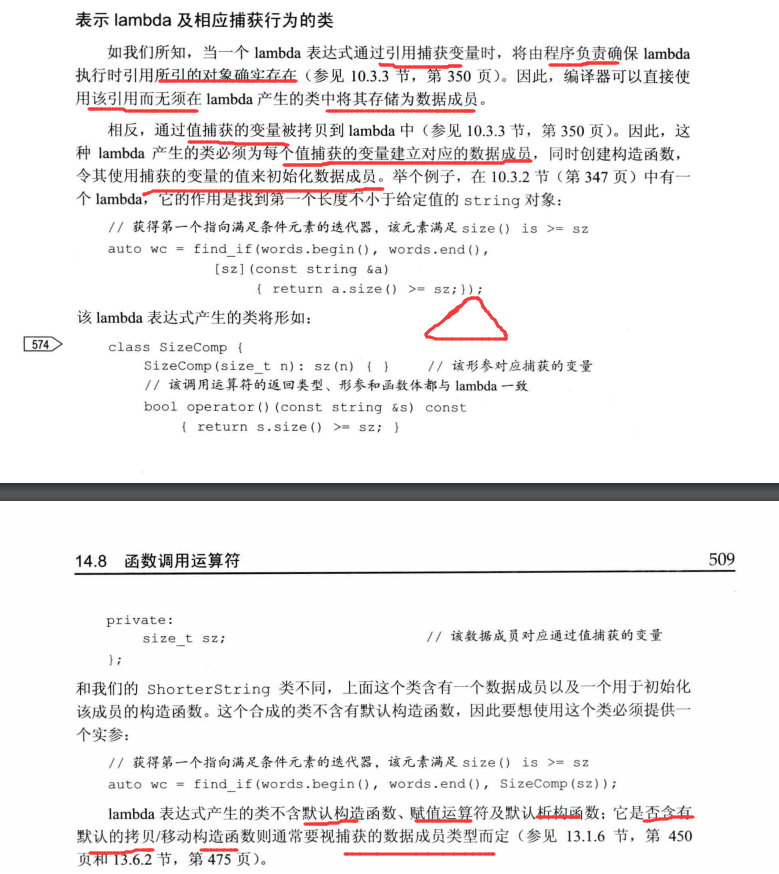 表示 lambda 及相应捕获行为的类
如我们所知，当一个 lambda 表达式通过引用捕获变量时，将由程序负责确保 lambda
执行时引用所引的对象确实存在（参见 10.3.3 节，第 350 页）。因此，编译器可以直接使
用该引用而无须在 lambda 产生的类中将其存储为数据成员。
相反，通过值捕获的变量被拷贝到 lambda 中（参见 10.3.3 节，第 350 页）。因此，这
种 lambda 产生的类必须为每个值捕获的变量建立对应的数据成员，同时创建构造函数，
令其使用捕获的变量的值来初始化数据成员。举个例子，在 10.3.2 节（第 347 页）中有一
个 lambda，它的作用是找到第一个长度不小于给定值的 string 对象：
// 获得第一个指向满足条件元素的迭代器，该元素满足 size() is >= sz
auto wc = find_if(words.begin(), words.end(),
[sz](const string &a)
{ return a.size() >= sz;});
该 lambda 表达式产生的类将形如：
574
class SizeComp {
SizeComp(size_t n): sz(n) { } // 该形参对应捕获的变量
// 该调用运算符的返回类型、形参和函数体都与 lambda 一致
bool operator()(const string &s) const
{ return s.size() >= sz; }
14.8 函数调用运算符 509
private:
size_t sz; // 该数据成员对应通过值捕获的变量
};
和我们的 ShorterString 类不同，上面这个类含有一个数据成员以及一个用于初始化
该成员的构造函数。这个合成的类不含有默认构造函数，因此要想使用这个类必须提供一
个实参：
// 获得第一个指向满足条件元素的迭代器，该元素满足 size() is >= sz
auto wc = find_if(words.begin(), words.end(), SizeComp(sz));
lambda 表达式产生的类不含默认构造函数、赋值运算符及默认析构函数；它是否含有
默认的拷贝/移动构造函数则通常要视捕获的数据成员类型而定（参见 13.1.6 节，第 450
页和 13.6.2 节，第 475 页）。